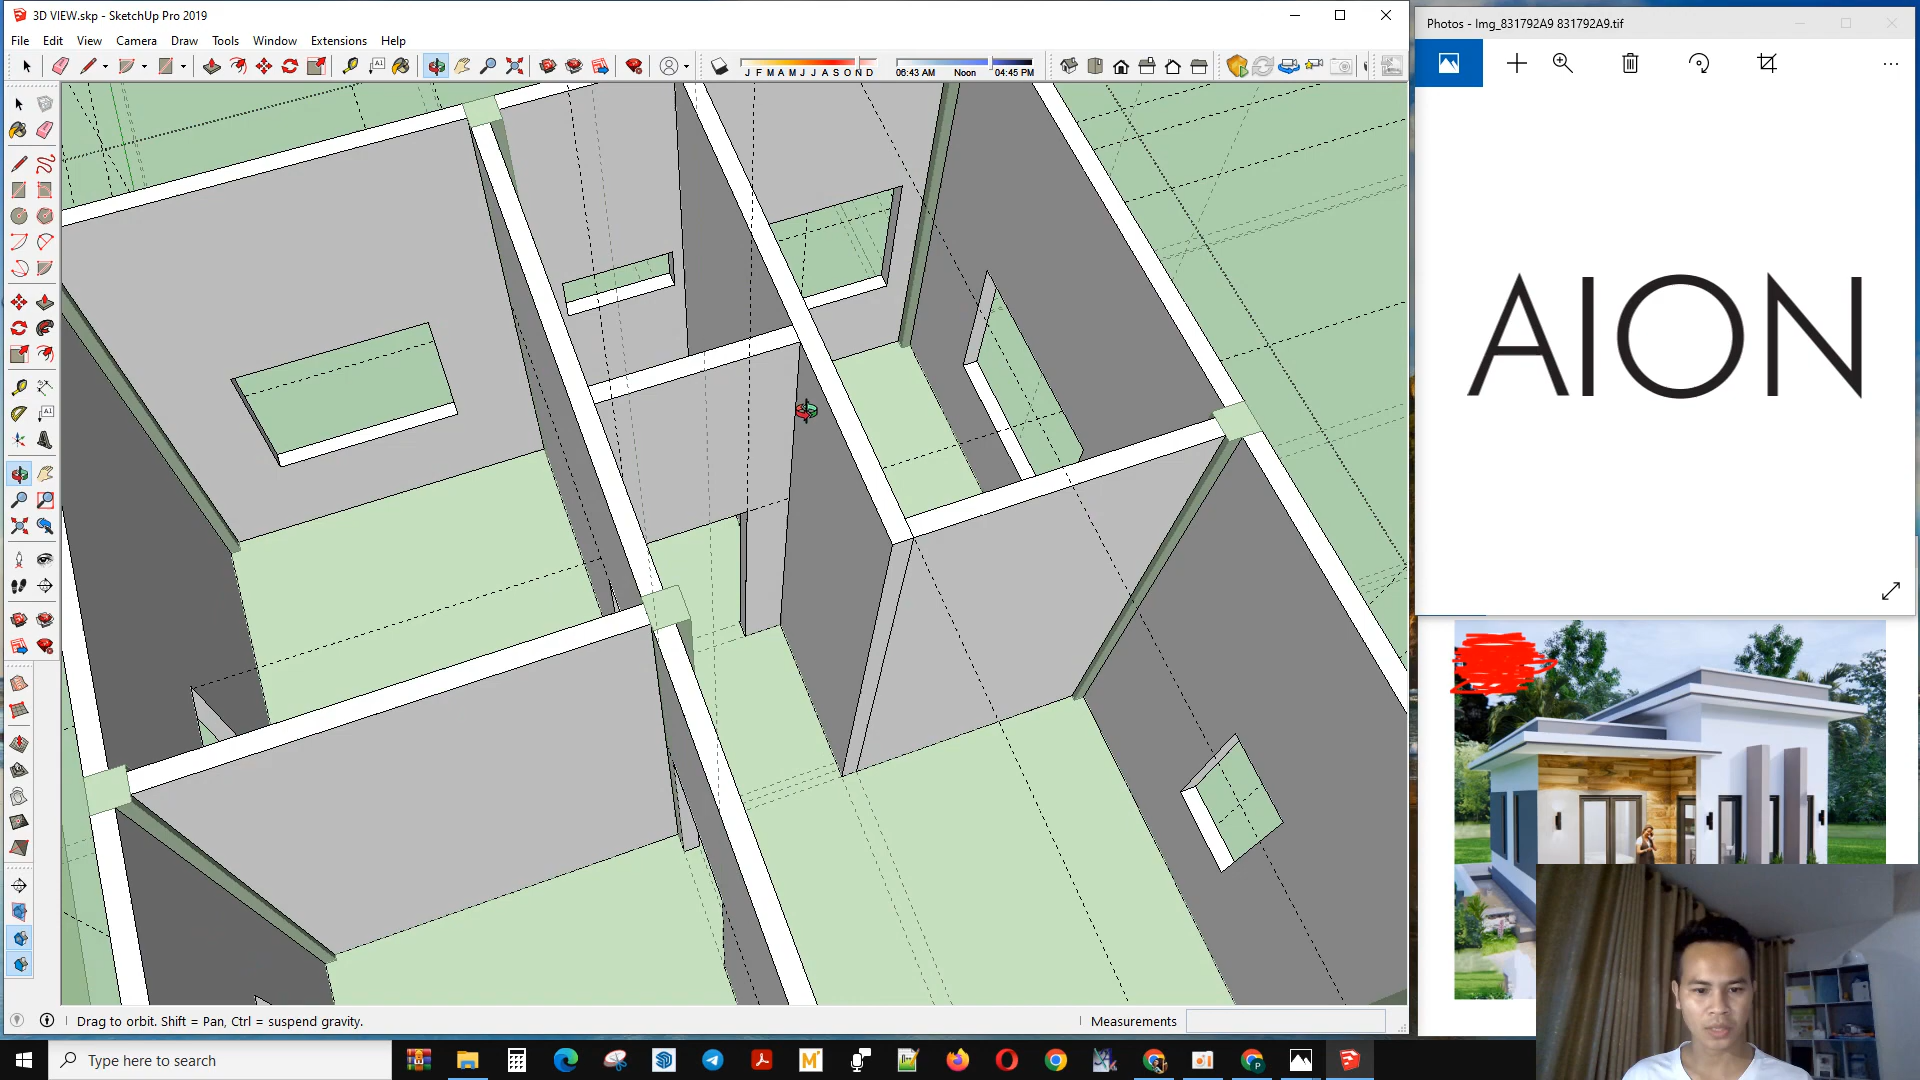 3D VIEW.skp - SketchUp Pro 2019
File Edit View Camera Draw Tools Window Extensions Help
J F M A M J J A S O N D
06:43 AM Noon 04:45 PM
Drag to orbit. Shift = Pan, Ctrl = suspend gravity.
Measurements
Photos - Img_831792A9 831792A9.tif
AION
Type here to search